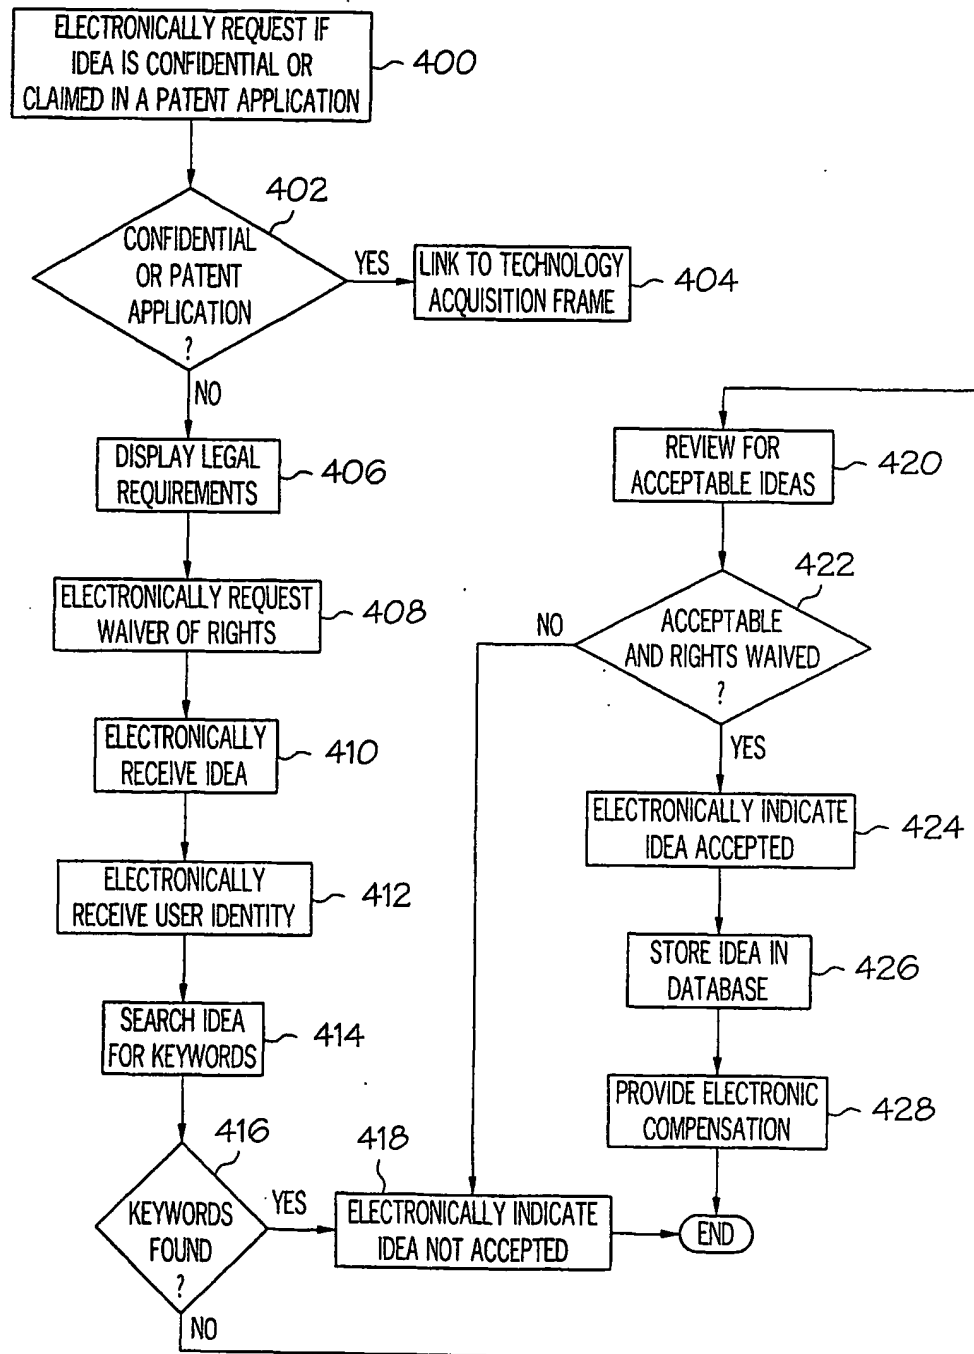 ELECTRONICALLY REQUEST IF
IDEA IS CONFIDENTIAL OR
CLAIMED IN A PATENT APPLICATION
400
402
CONFIDENTIAL
OR PATENT
APPLICATION
?
YES
LINK TO TECHNOLOGY
ACQUISITION FRAME
404
NO
DISPLAY LEGAL
REQUIREMENTS
406
ELECTRONICALLY REQUEST
WAIVER OF RIGHTS
408
ELECTRONICALLY
RECEIVE IDEA
410
ELECTRONICALLY
RECEIVE USER IDENTITY
412
SEARCH IDEA
FOR KEYWORDS
414
416
KEYWORDS
FOUND
?
YES
NO
418
ELECTRONICALLY INDICATE
IDEA NOT ACCEPTED
END
REVIEW FOR
ACCEPTABLE IDEAS
420
422
ACCEPTABLE
AND RIGHTS WAIVED
?
NO
YES
ELECTRONICALLY INDICATE
IDEA ACCEPTED
424
STORE IDEA IN
DATABASE
426
PROVIDE ELECTRONIC
COMPENSATION
428